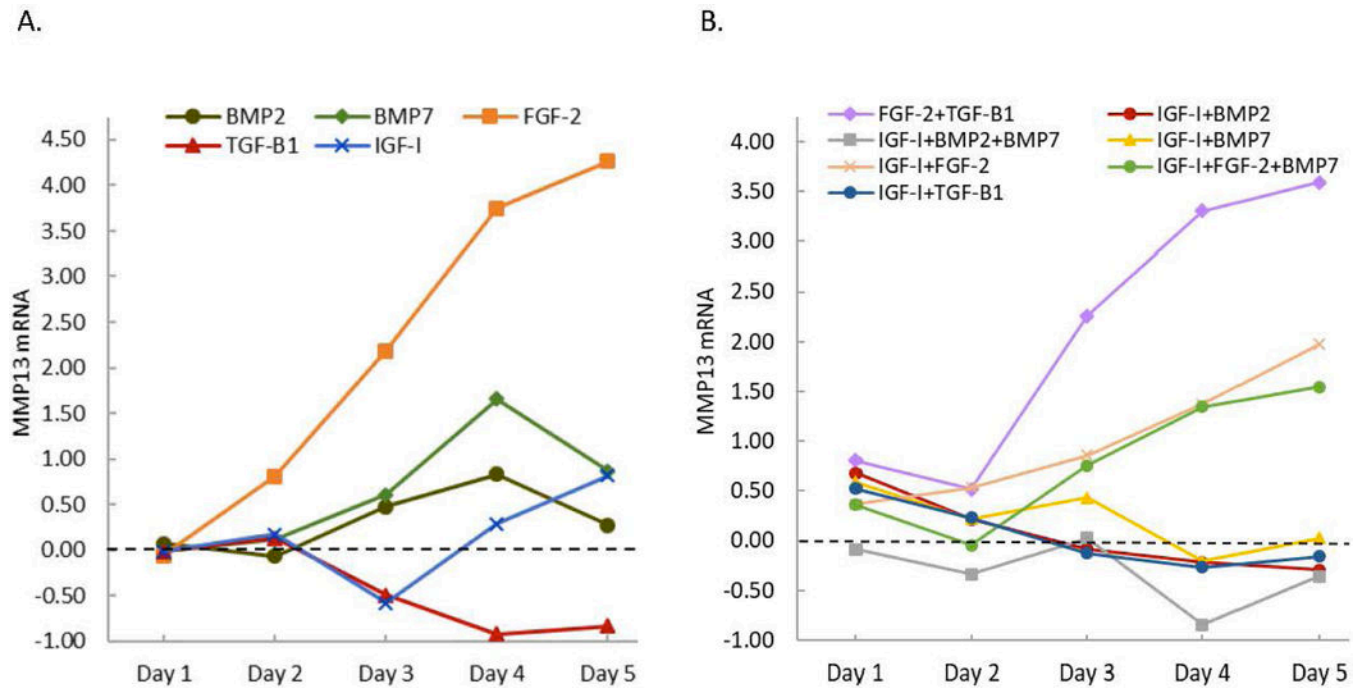 A.
BMP2 BMP7 FGF-2
TGF-B1 IGF-I
4.50
4.00
3.50
3.00
2.50
2.00
1.50
1.00
0.50
0.00
-0.50
-1.00
MMP13 mRNA
Day 1 Day 2 Day 3 Day 4 Day 5
B.
FGF-2+TGF-B1 IGF-I+BMP2
IGF-I+BMP2+BMP7 IGF-I+BMP7
IGF-I+FGF-2 IGF-I+FGF-2+BMP7
IGF-I+TGF-B1
4.00
3.50
3.00
2.50
2.00
1.50
1.00
0.50
0.00
-0.50
-1.00
MMP13 mRNA
Day 1 Day 2 Day 3 Day 4 Day 5